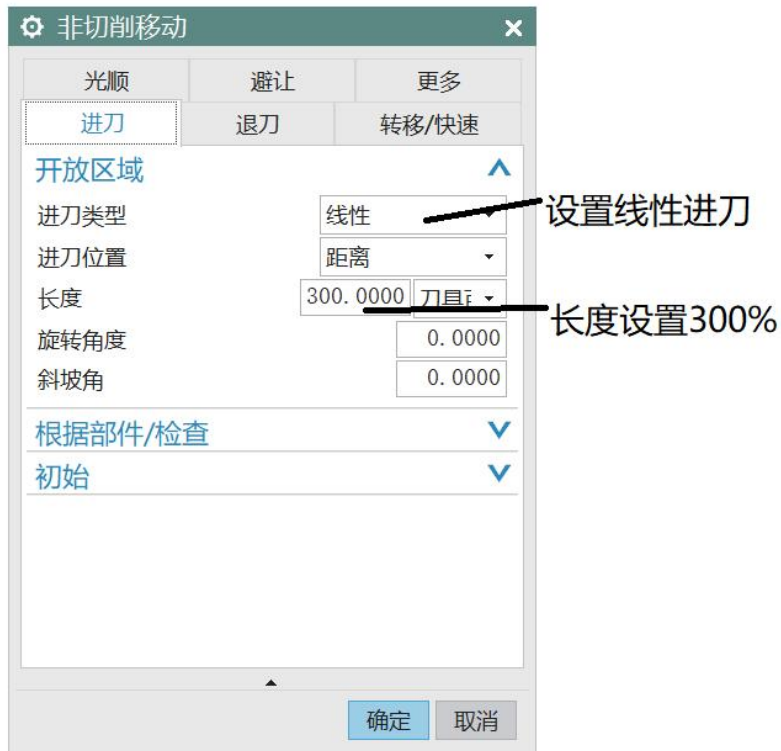 非切削移动
光顺 避让 更多
进刀 退刀 转移/快速
开放区域
进刀类型 线性 设置线性进刀
进刀位置 距离
长度 300.0000 刀具 长度设置300%
旋转角度 0.0000
斜坡角 0.0000
根据部件/检查
初始
确定 取消